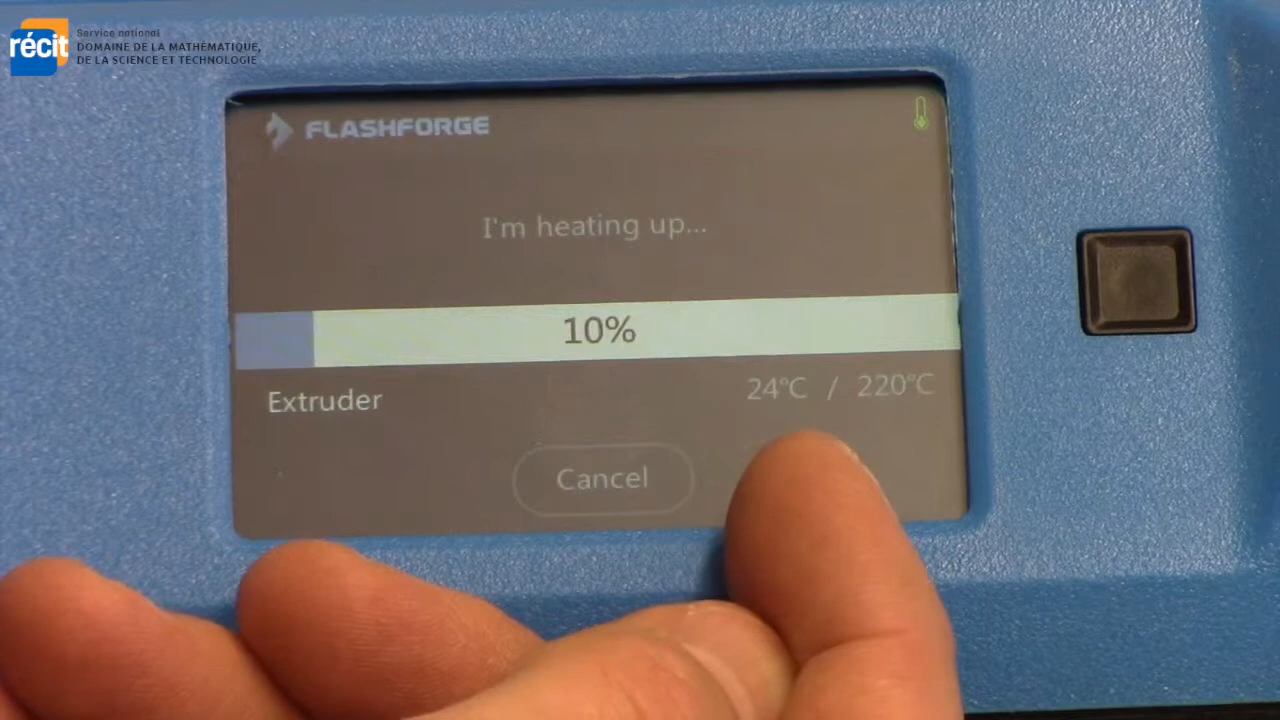 récit
Service national
DOMAINE DE LA MATHÉMATIQUE,
DE LA SCIENCE ET TECHNOLOGIE
FLASHFORGE
I'm heating up...
10%
Extruder
24°C / 220°C
Cancel